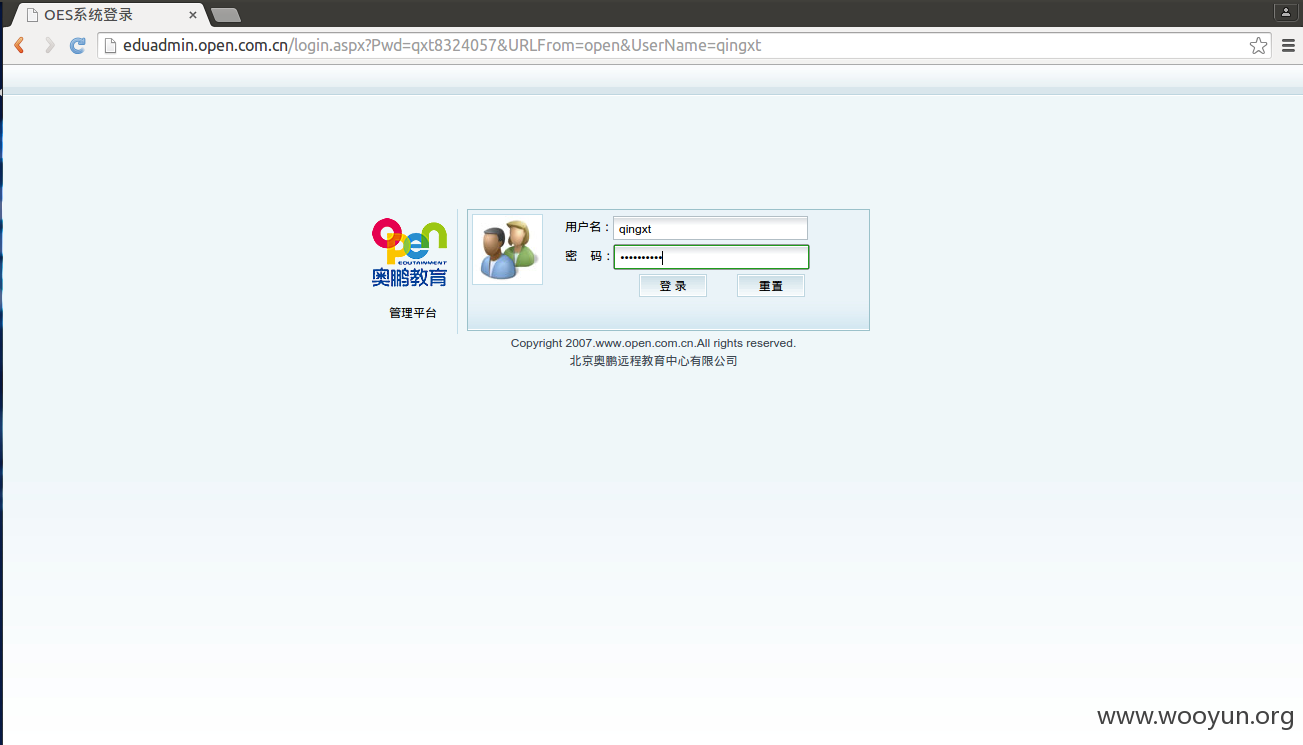 OES系统登录
eduadmin.open.com.cn/login.aspx?Pwd=qxt8324057&URLFrom=open&UserName=qingxt
open
EDUTAINMENT
奥鹏教育
管理平台
用户名：
qingxt
密 码：
••••••••••
登 录
重置
Copyright 2007.www.open.com.cn.All rights reserved.
北京奥鹏远程教育中心有限公司
www.wooyun.org